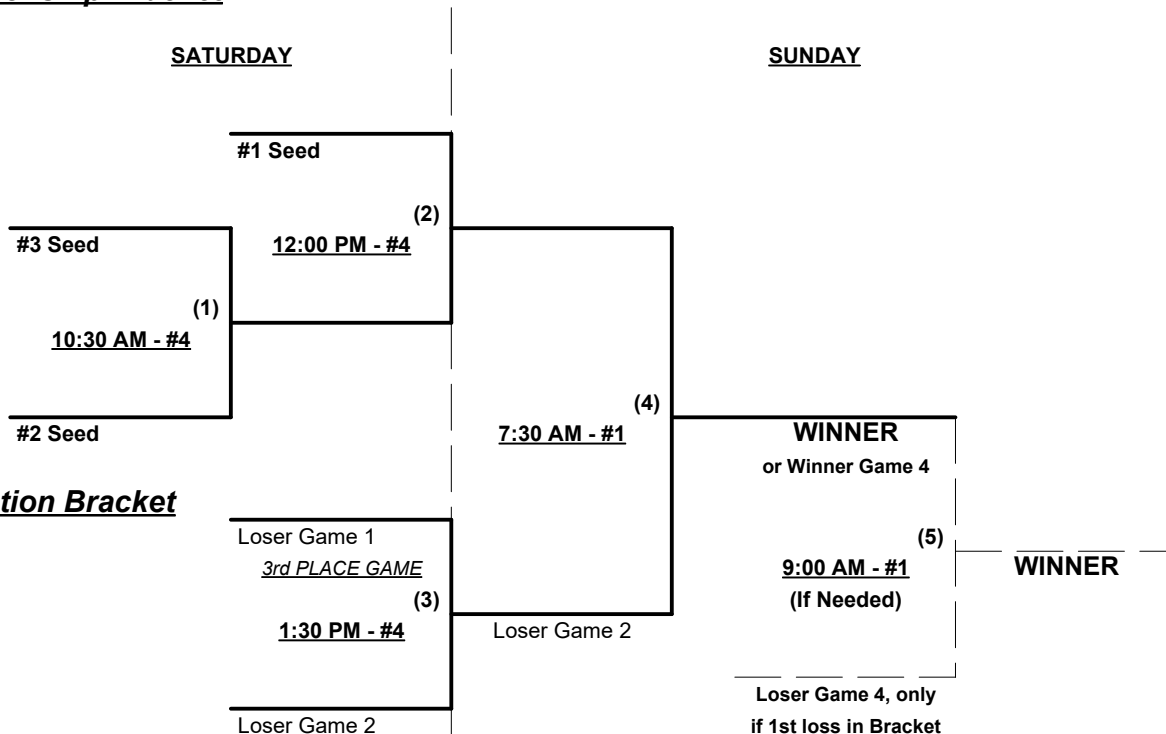 SATURDAY
SUNDAY
#1 Seed
(2)
12:00 PM - #4
#3 Seed
(1)
10:30 AM - #4
#2 Seed
(4)
7:30 AM - #1
WINNER
or Winner Game 4
tion Bracket
Loser Game 1
3rd PLACE GAME
(3)
1:30 PM - #4
Loser Game 2
Loser Game 2
(5)
9:00 AM - #1
(If Needed)
WINNER
Loser Game 4, only
if 1st loss in Bracket